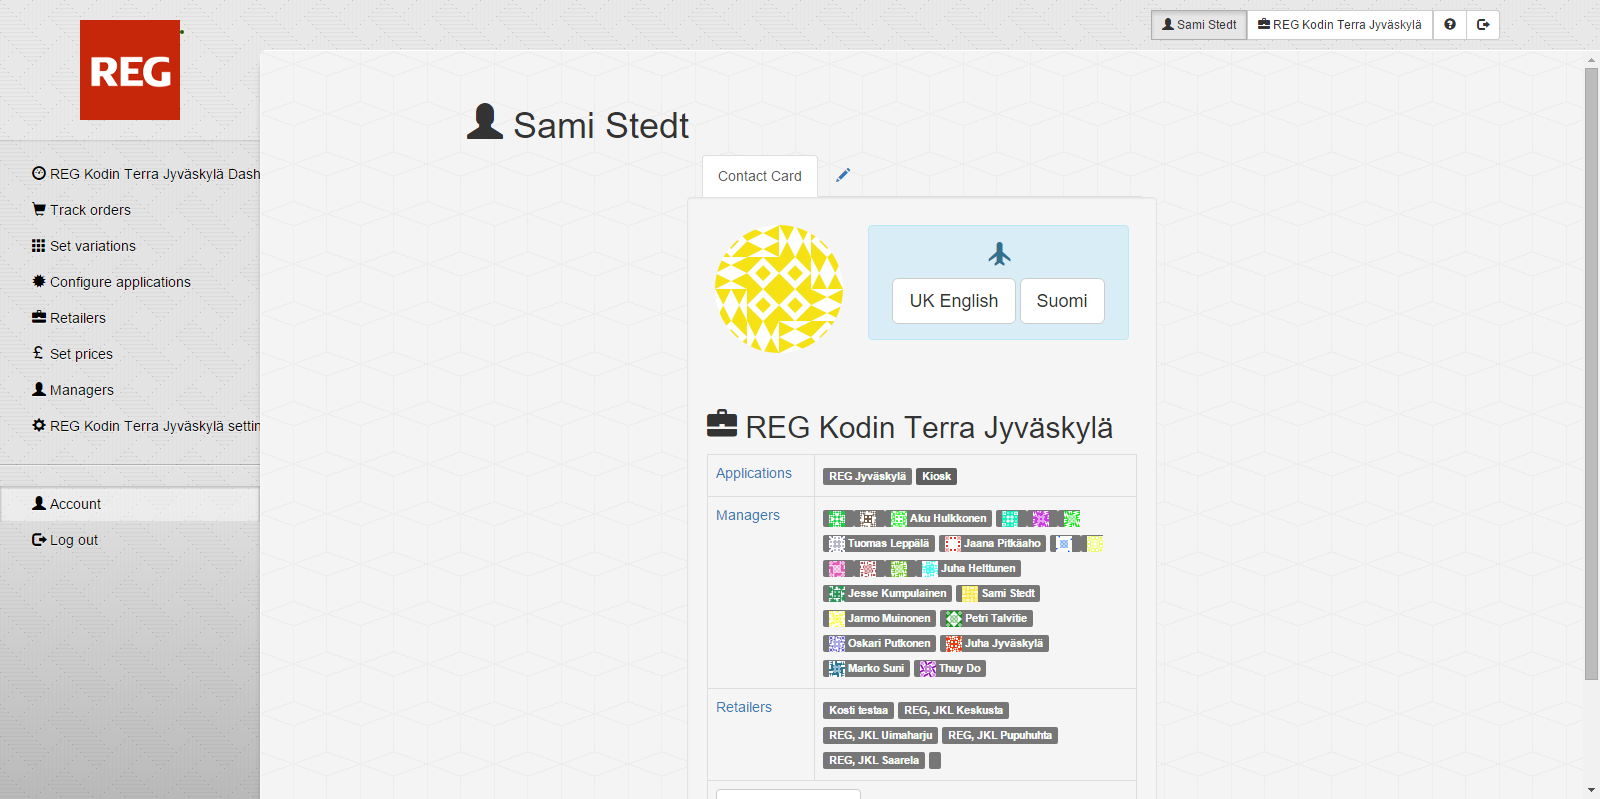 Sami Stedt
REG Kodin Terra Jyväskylä
REG
REG Kodin Terra Jyväskylä Dash
Track orders
Set variations
Configure applications
Retailers
£ Set prices
Managers
REG Kodin Terra Jyväskylä settin
Account
Log out
Sami Stedt
Contact Card
UK English
Suomi
REG Kodin Terra Jyväskylä
Applications
REG Jyväskylä Kiosk
Managers
Aku Hulkkonen
Tuomas Leppälä Jaana Pitkäaho
Juha Helttunen
Jesse Kumpulainen Sami Stedt
Jarmo Muinonen Petri Talvitie
Oskari Putkonen Juha Jyväskylä
Marko Suni Thuy Do
Retailers
Kosti testaa REG, JKL Keskusta
REG, JKL Uimaharju REG, JKL Pupuhuhta
REG, JKL Saarela